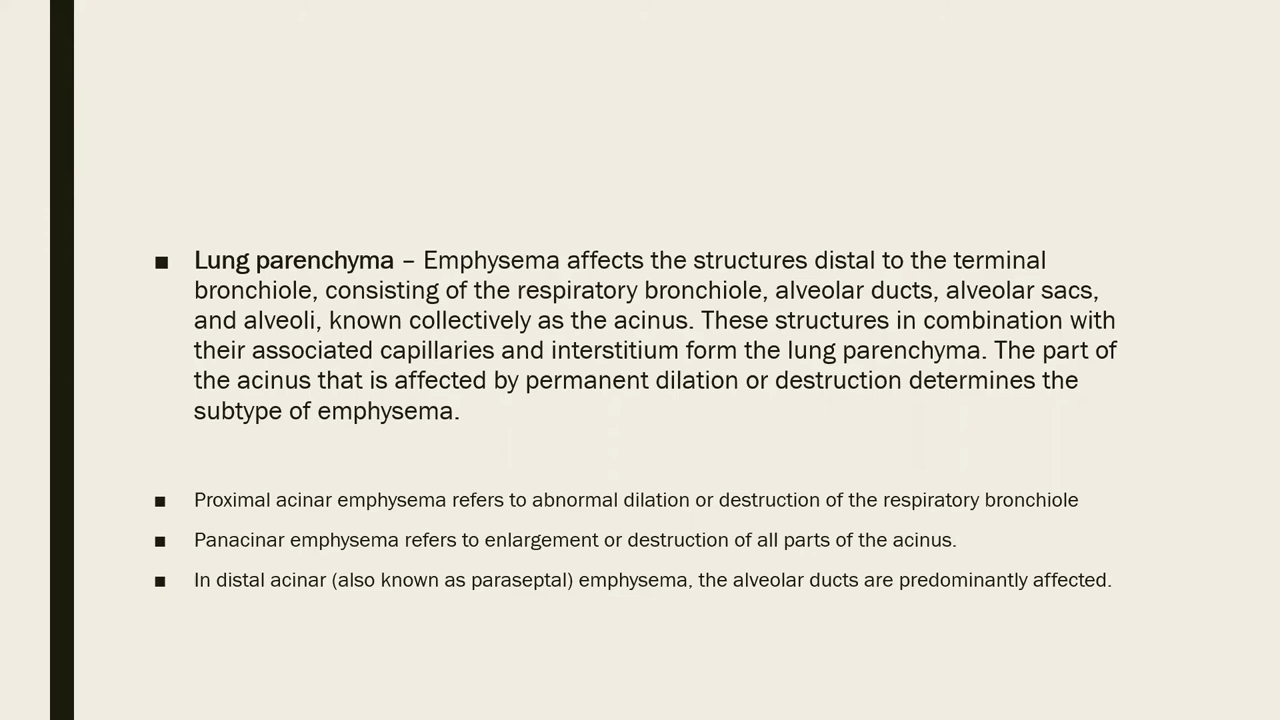 ■ Lung parenchyma – Emphysema affects the structures distal to the terminal
bronchiole, consisting of the respiratory bronchiole, alveolar ducts, alveolar sacs,
and alveoli, known collectively as the acinus. These structures in combination with
their associated capillaries and interstitium form the lung parenchyma. The part of
the acinus that is affected by permanent dilation or destruction determines the
subtype of emphysema.
■ Proximal acinar emphysema refers to abnormal dilation or destruction of the respiratory bronchiole
■ Panacinar emphysema refers to enlargement or destruction of all parts of the acinus.
■ In distal acinar (also known as paraseptal) emphysema, the alveolar ducts are predominantly affected.